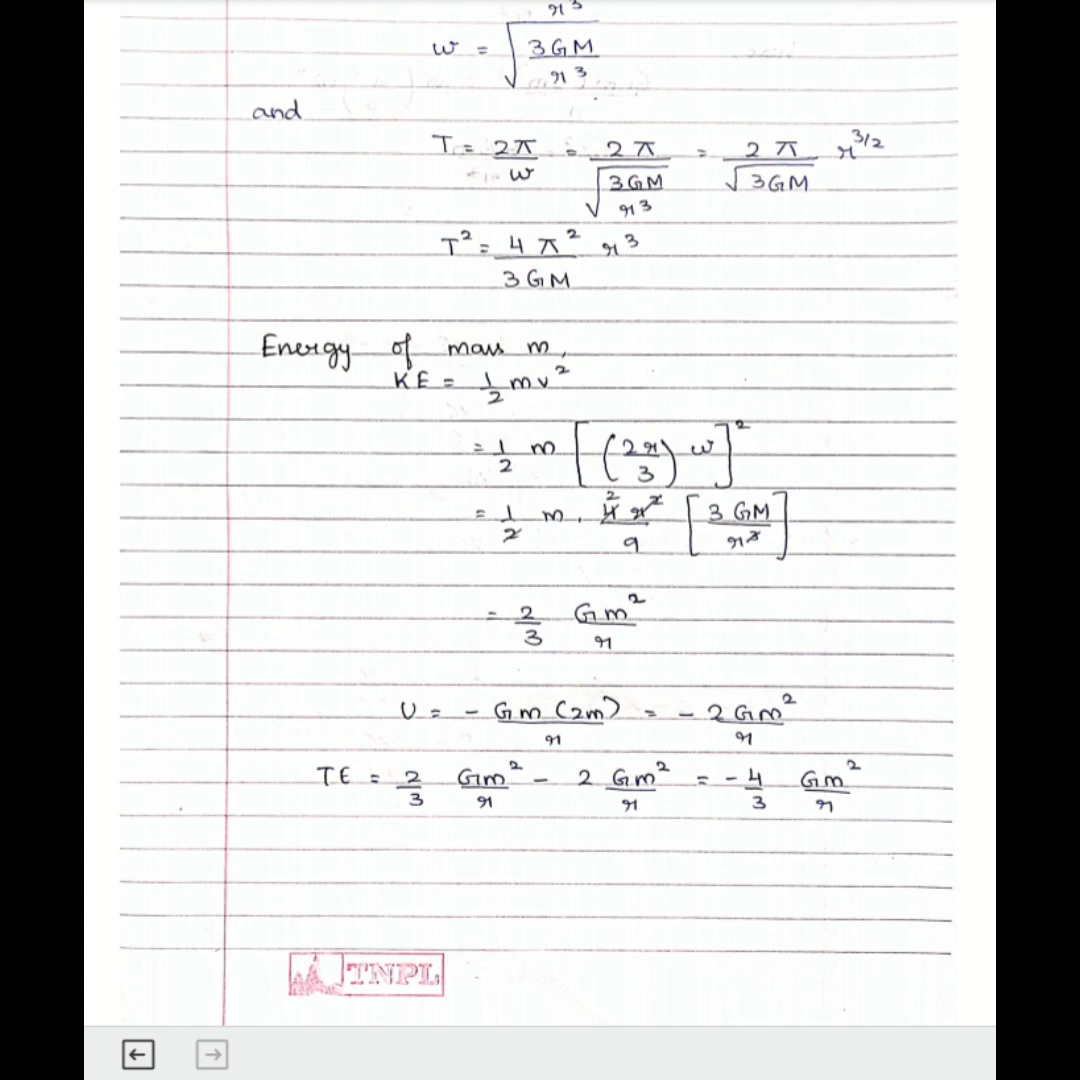 r³
w = √(3GM/r³)
and
T = 2π/w = 2π/√(3GM/r³) = 2π/√(3GM) r^3/2
T² = 4π²/3GM r³
Energy of mass m,
KE = 1/2 mv²
= 1/2 m [(2r/3) w]²
= 1/2 m. 4r²/9 [3GM/r³]
= 2/3 Gm²/r
U = - Gm(2m)/r = - 2Gm²/r
TE = 2/3 Gm²/r - 2 Gm²/r = - 4/3 Gm²/r
TNPL